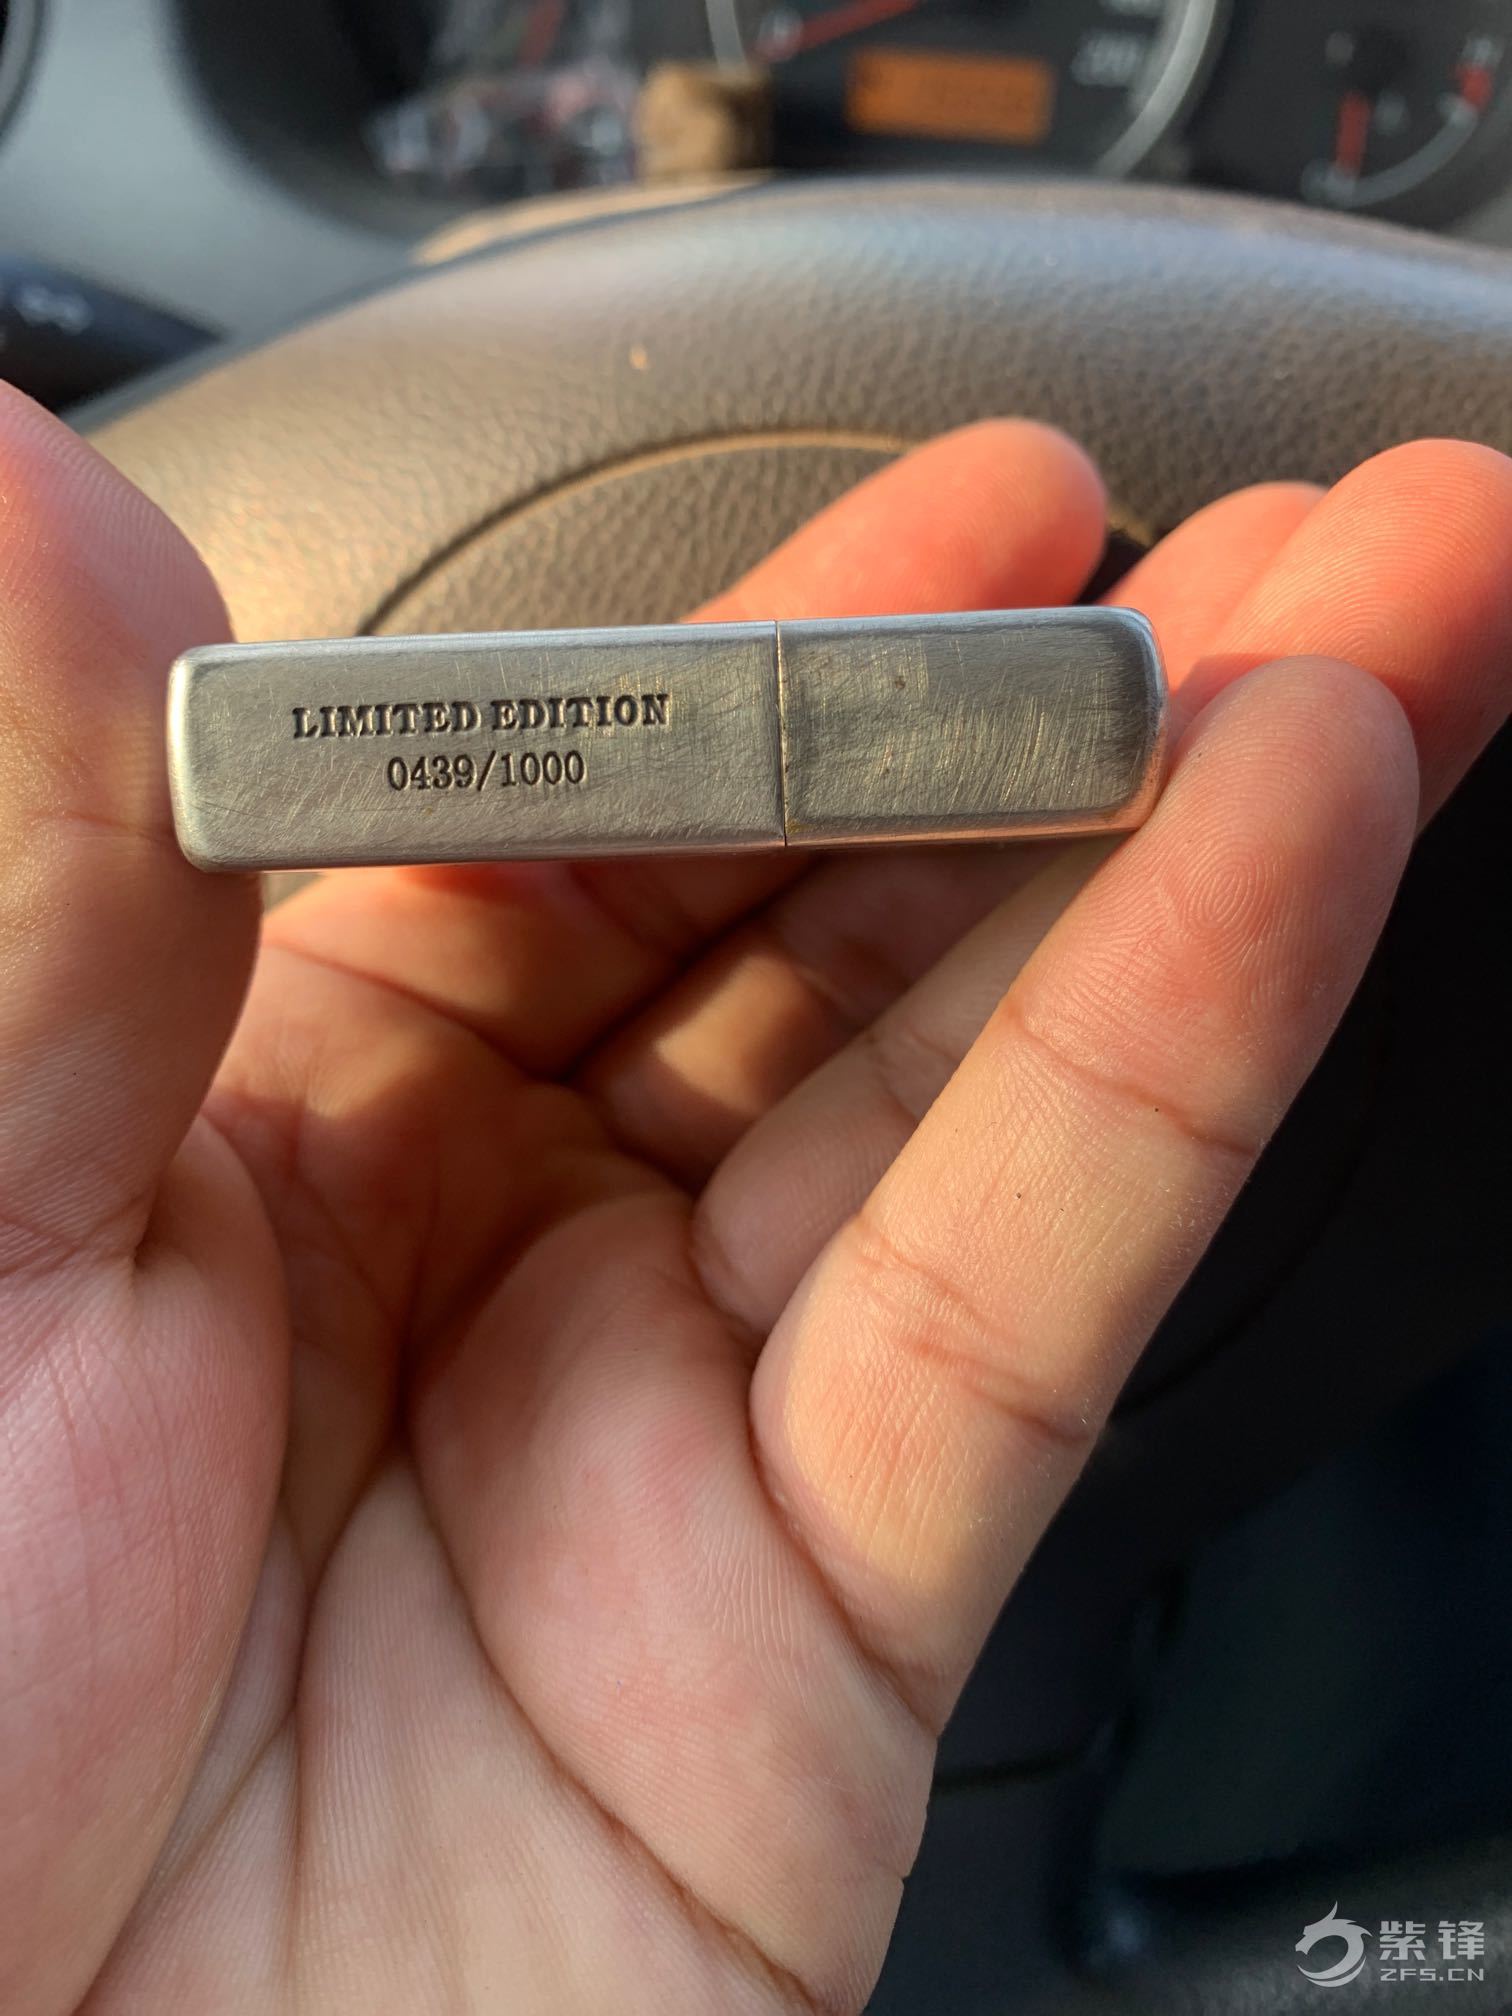 LIMITED EDITION
0439/1000
紫锋
ZFS.CN